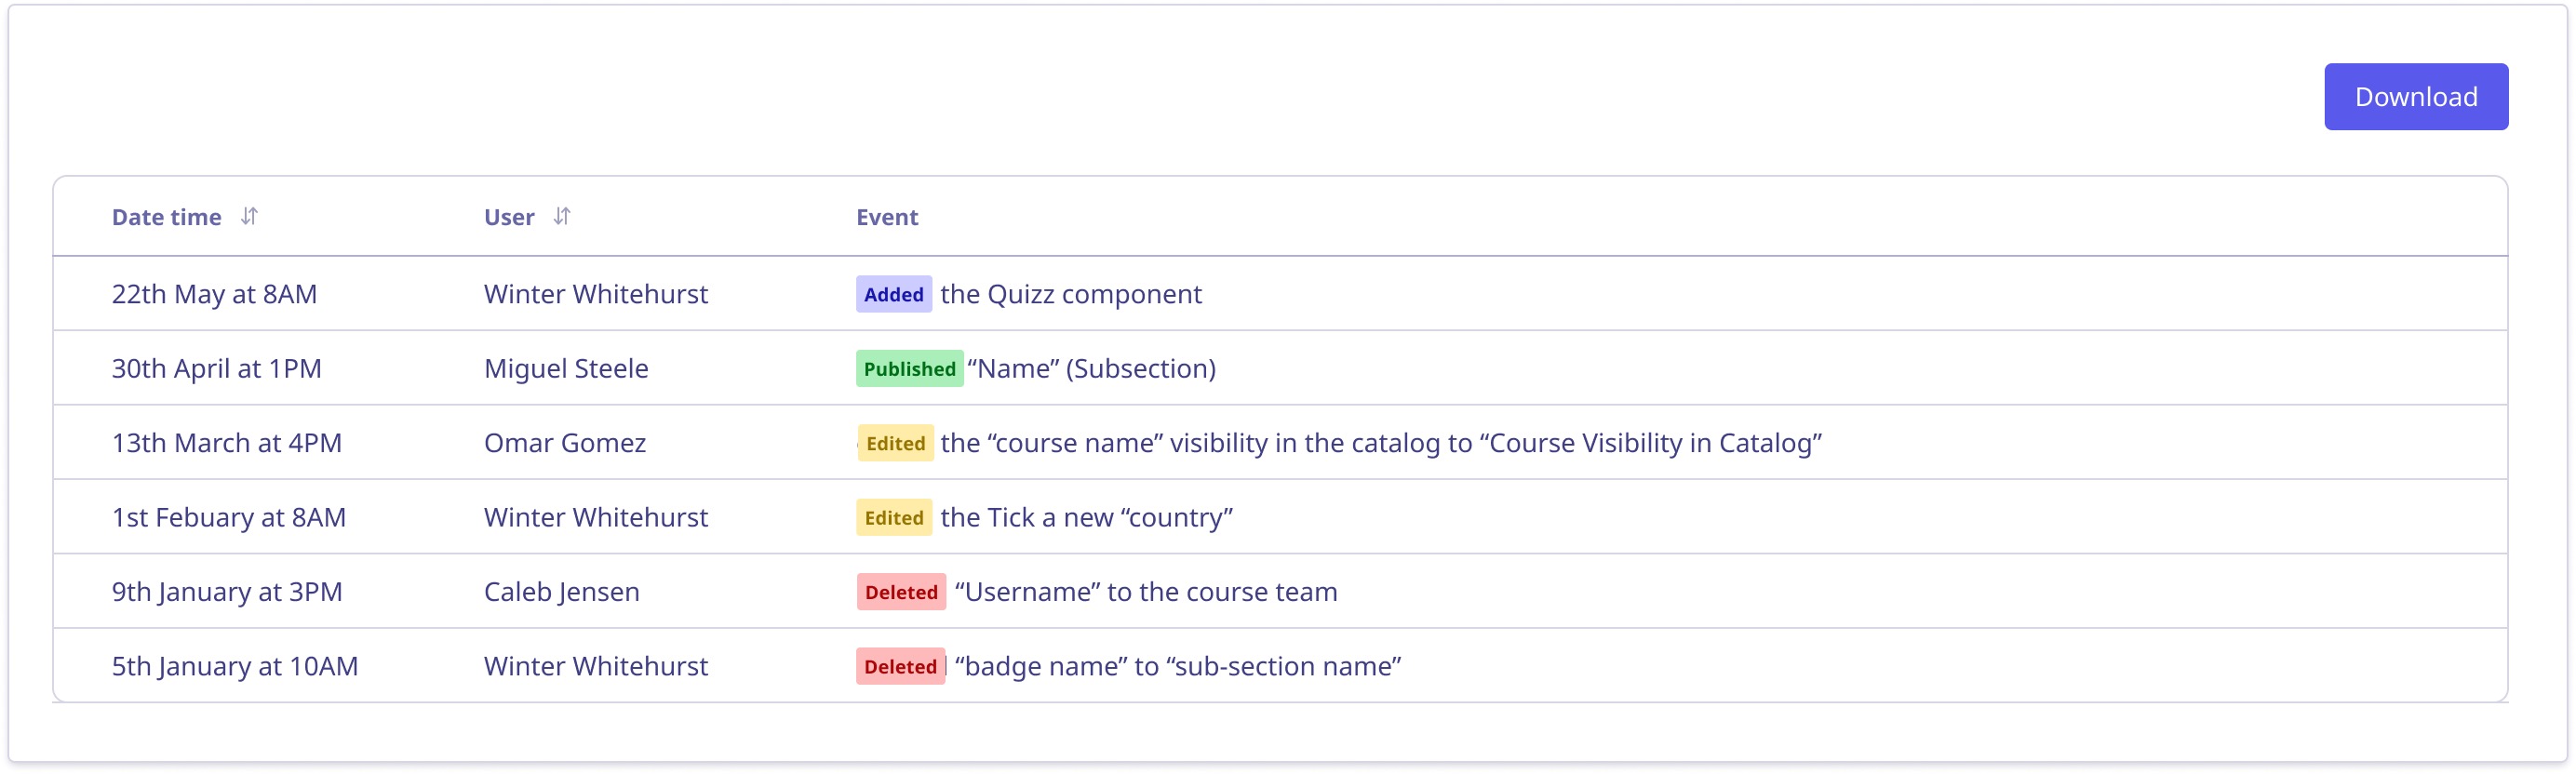 Download
Date time User Event
22th May at 8AM Winter Whitehurst Added the Quizz component
30th April at 1PM Miguel Steele Published “Name” (Subsection)
13th March at 4PM Omar Gomez Edited the “course name” visibility in the catalog to “Course Visibility in Catalog”
1st Febuary at 8AM Winter Whitehurst Edited the Tick a new “country”
9th January at 3PM Caleb Jensen Deleted “Username” to the course team
5th January at 10AM Winter Whitehurst Deleted “badge name” to “sub-section name”